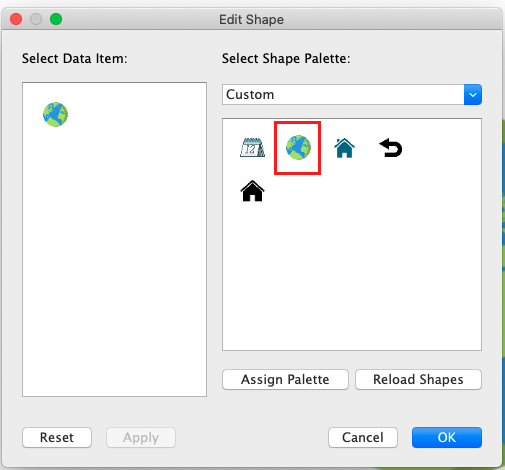 Edit Shape
Select Data Item:
Select Shape Palette:
Custom
12
Assign Palette
Reload Shapes
Reset
Apply
Cancel
OK